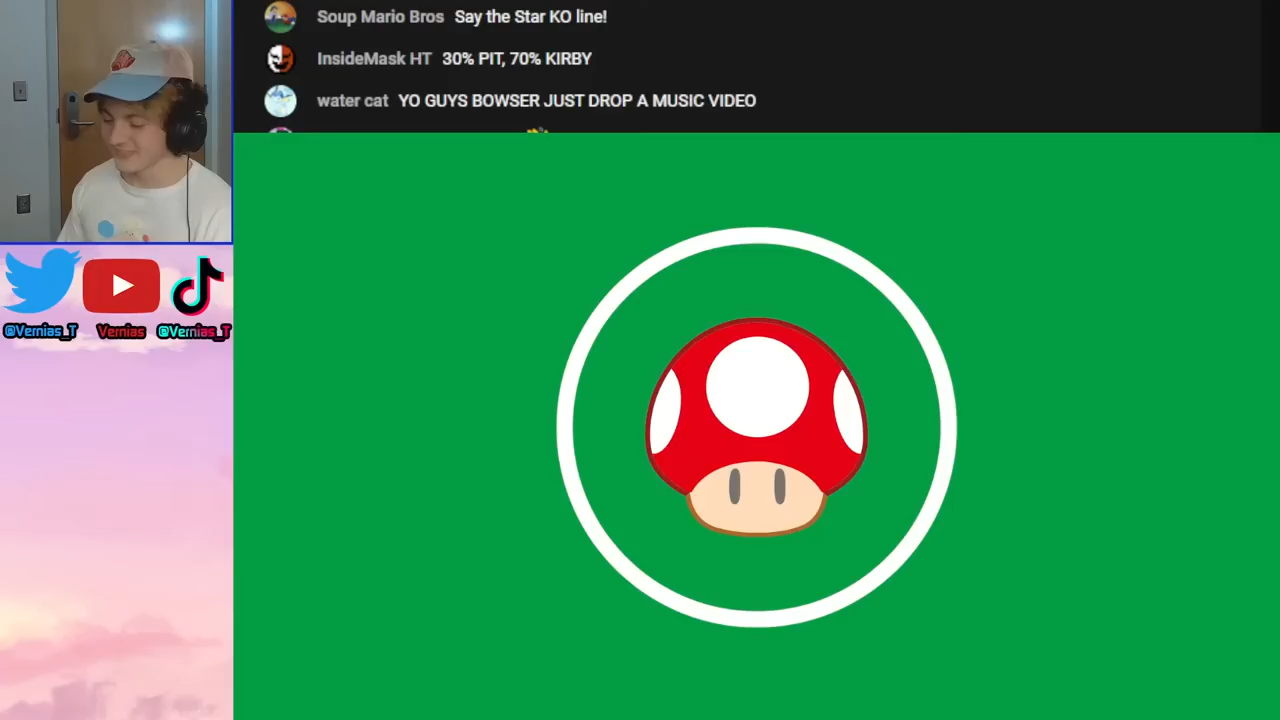 Soup Mario Bros Say the Star KO line!
InsideMask HT 30% PIT, 70% KIRBY
water cat YO GUYS BOWSER JUST DROP A MUSIC VIDEO
@Vernias_T Vernias @Vernias_T